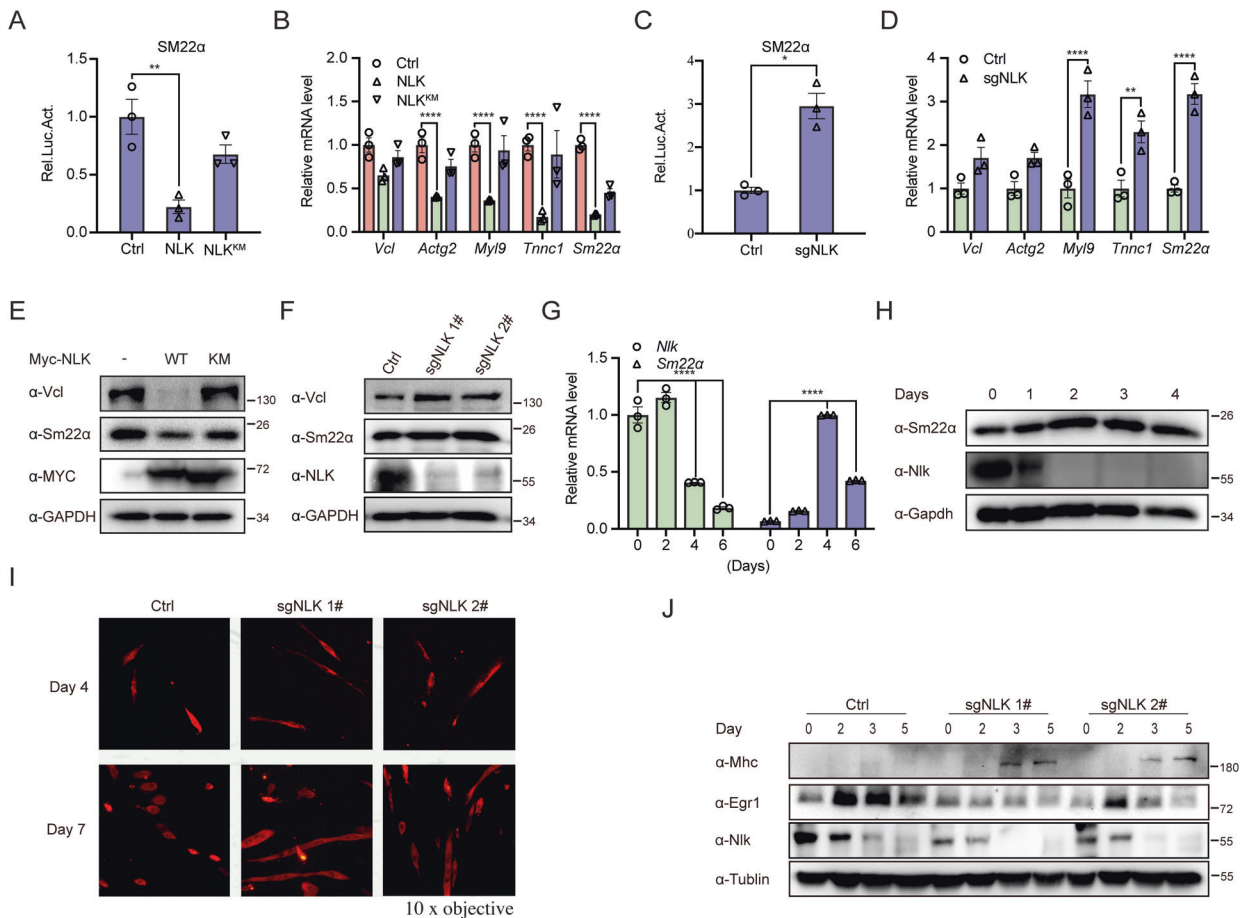 A
SM22α
Rel.Luc.Act.
1.5
1.0
0.5
0.0
**
Ctrl NLK NLKKM
B
Relative mRNA level
2.0
1.5
1.0
0.5
0.0
Ctrl
NLK
NLKKM
**** **** **** ****
Vcl Actg2 Myl9 Tnnc1 Sm22α
C
SM22α
Rel.Luc.Act.
4
3
2
1
0
*
Ctrl sgNLK
D
Relative mRNA level
6
4
2
0
Ctrl
sgNLK
**** ** ****
Vcl Actg2 Myl9 Tnnc1 Sm22α
E
Myc-NLK - WT KM
α-Vcl
130
α-Sm22α
26
α-MYC
72
α-GAPDH
34
F
Ctrl sgNLK 1# sgNLK 2#
α-Vcl
130
α-Sm22α
26
α-NLK
55
α-GAPDH
34
G
Relative mRNA level
1.5
1.0
0.5
0.0
Nlk
Sm22α
**** ****
0 2 4 6 0 2 4 6
(Days)
H
Days 0 1 2 3 4
α-Sm22α
26
α-Nlk
55
α-Gapdh
34
I
Ctrl sgNLK 1# sgNLK 2#
Day 4
Day 7
10 x objective
J
Ctrl sgNLK 1# sgNLK 2#
Day 0 2 3 5 0 2 3 5 0 2 3 5
α-Mhc
180
α-Egr1
72
α-Nlk
55
α-Tublin
55